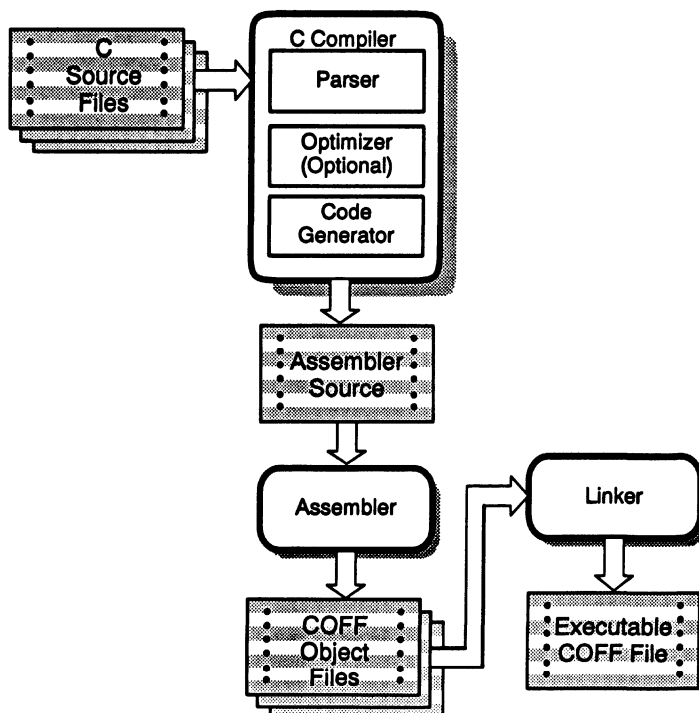 C
Source
Files
C Compiler
Parser
Optimizer
(Optional)
Code
Generator
Assembler
Source
Assembler
Linker
COFF
Object
Files
Executable
COFF File